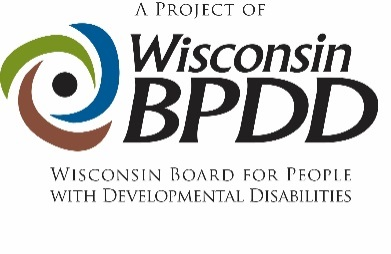 A Project of
Wisconsin
BPDD
Wisconsin Board for People
with Developmental Disabilities